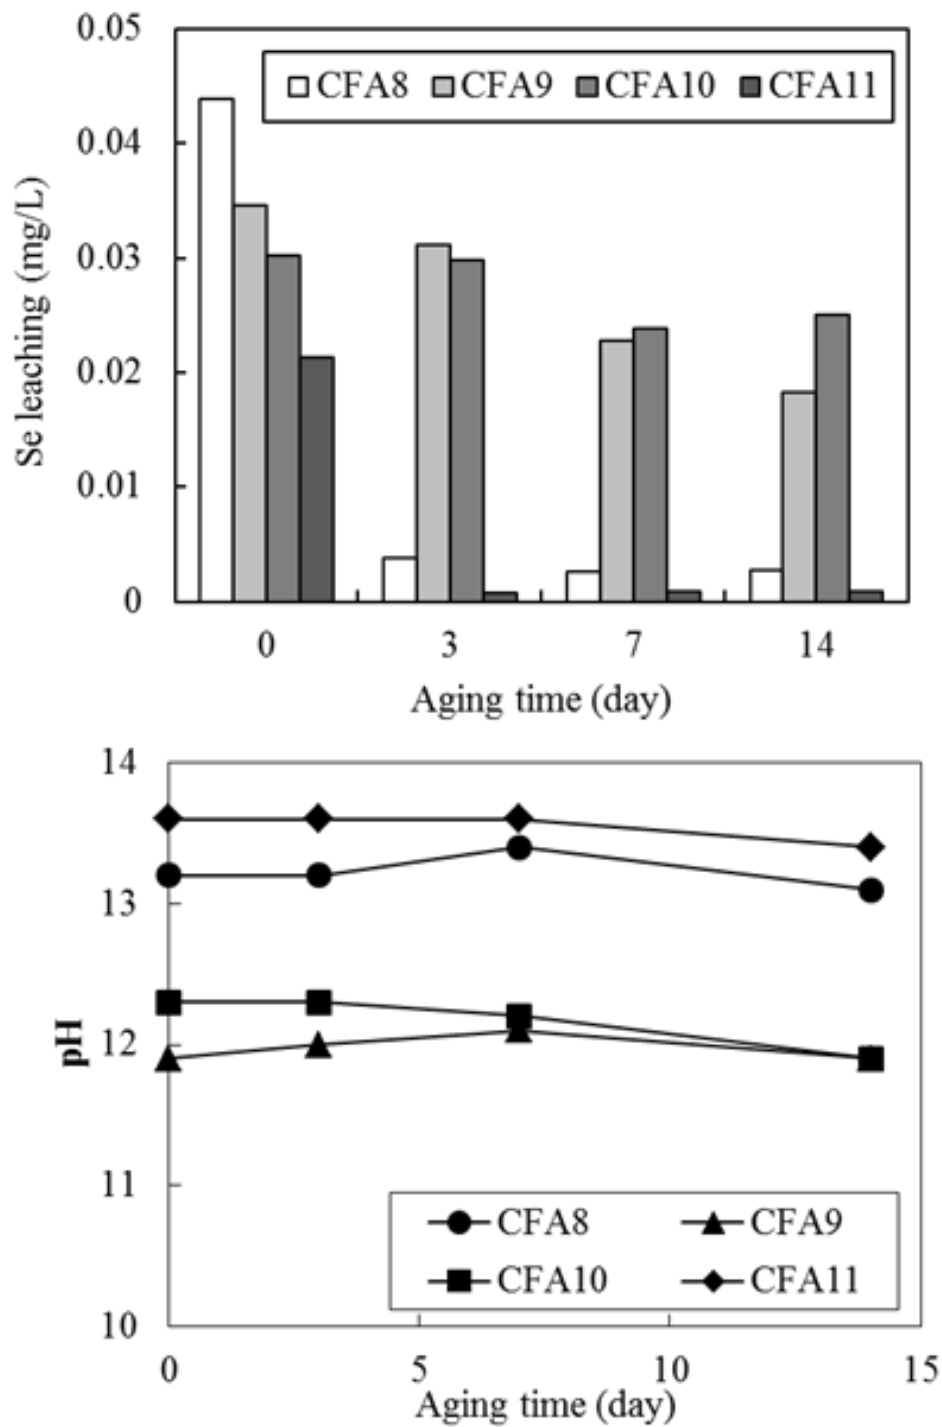 0.05
CFA8 CFA9 CFA10 CFA11
0.04
0.03
0.02
0.01
0
Se leaching (mg/L)
0 3 7 14
Aging time (day)
14
13
12
11
10
pH
CFA8 CFA9
CFA10 CFA11
0 5 10 15
Aging time (day)